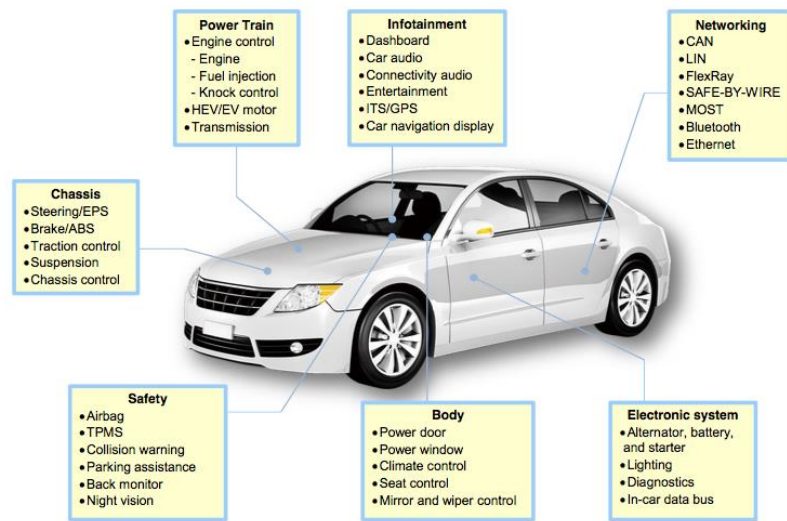 Power Train
•Engine control
- Engine
- Fuel injection
- Knock control
•HEV/EV motor
•Transmission
Infotainment
•Dashboard
•Car audio
•Connectivity audio
•Entertainment
•ITS/GPS
•Car navigation display
Networking
•CAN
•LIN
•FlexRay
•SAFE-BY-WIRE
•MOST
•Bluetooth
•Ethernet
Chassis
•Steering/EPS
•Brake/ABS
•Traction control
•Suspension
•Chassis control
Safety
•Airbag
•TPMS
•Collision warning
•Parking assistance
•Back monitor
•Night vision
Body
•Power door
•Power window
•Climate control
•Seat control
•Mirror and wiper control
Electronic system
•Alternator, battery,
and starter
•Lighting
•Diagnostics
•In-car data bus